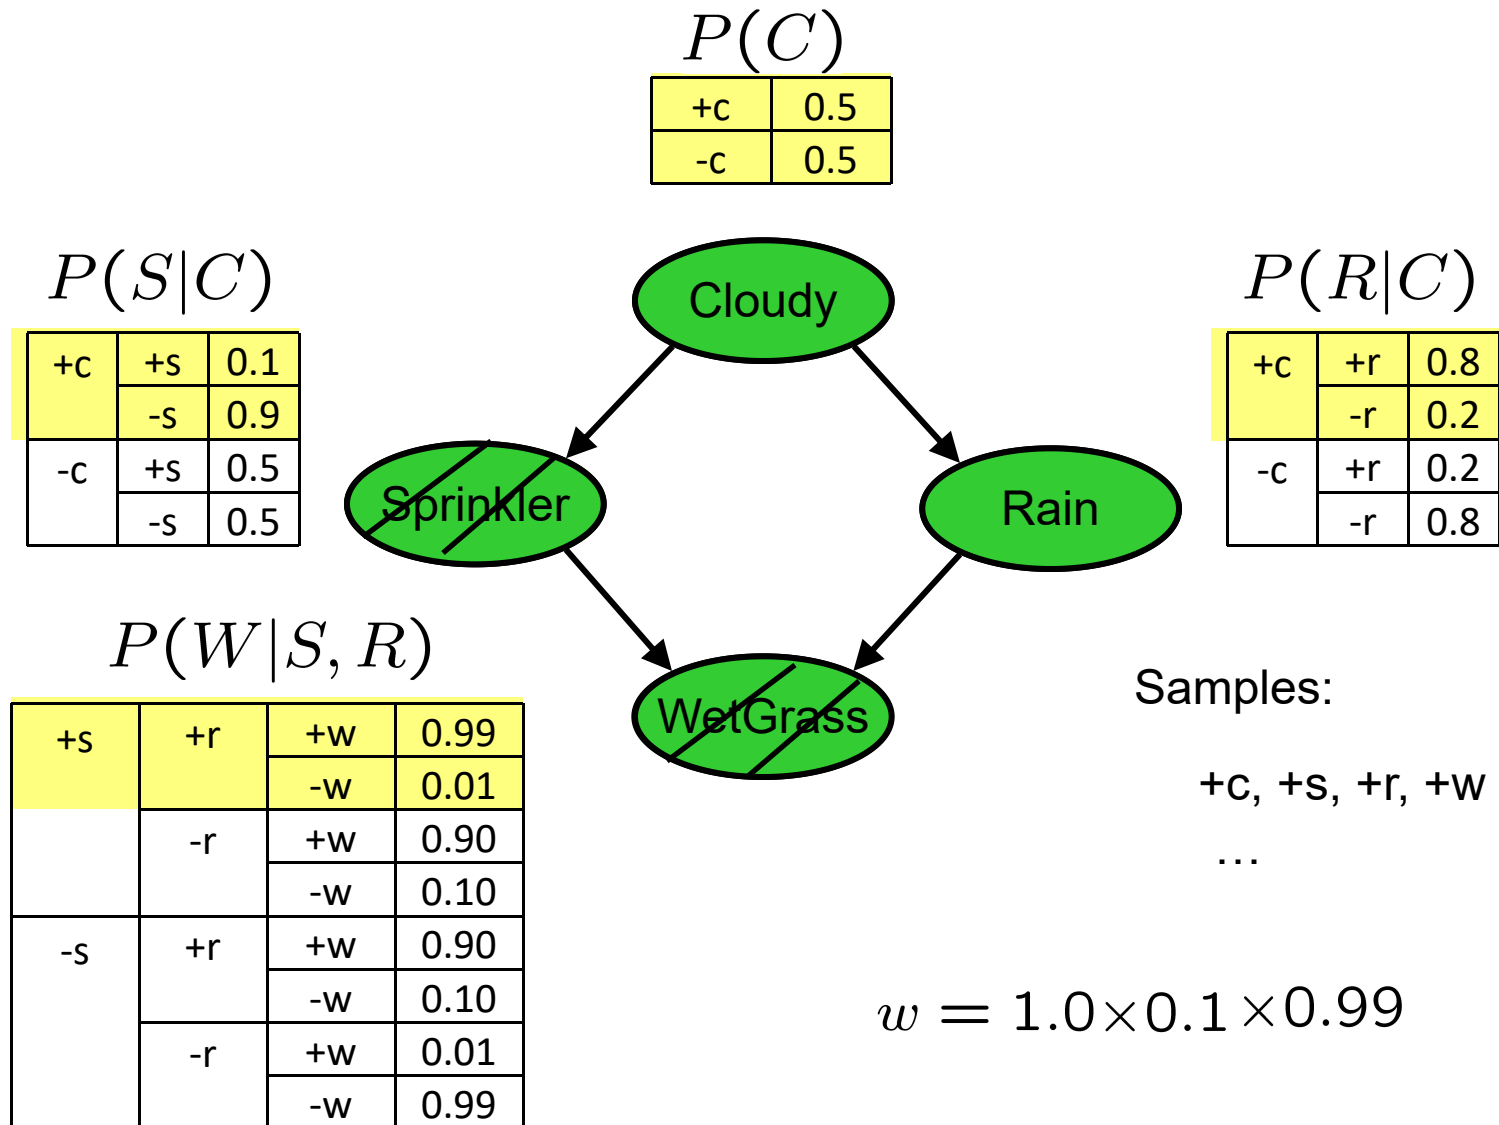 P(C)
+c 0.5
-c 0.5
P(S|C)
+c +s 0.1
-s 0.9
-c +s 0.5
-s 0.5
Cloudy
P(R|C)
+c +r 0.8
-r 0.2
-c +r 0.2
-r 0.8
Sprinkler
Rain
P(W|S, R)
+s +r +w 0.99
-w 0.01
-r +w 0.90
-w 0.10
-s +r +w 0.90
-w 0.10
-r +w 0.01
-w 0.99
WetGrass
Samples:
+c, +s, +r, +w
…
w = 1.0×0.1×0.99